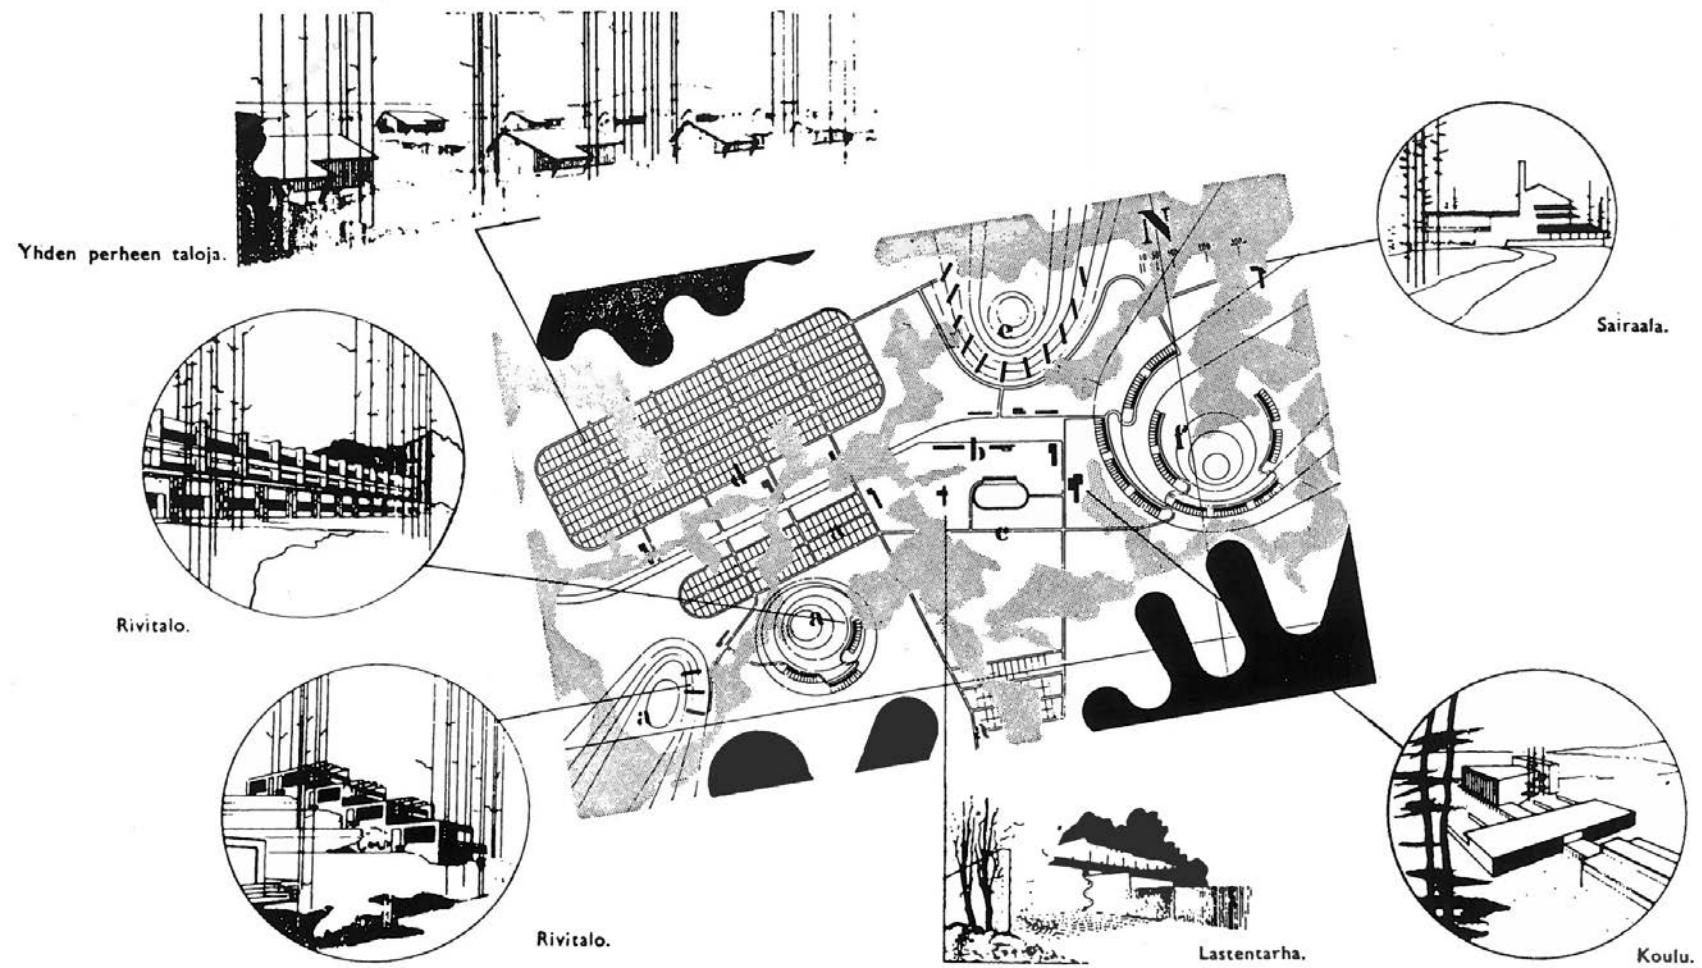 Yhden perheen taloja.
Sairaala.
Rivitalo.
Rivitalo.
Lastentarha.
Koulu.
N
e
f
b
d
a
c
a
a